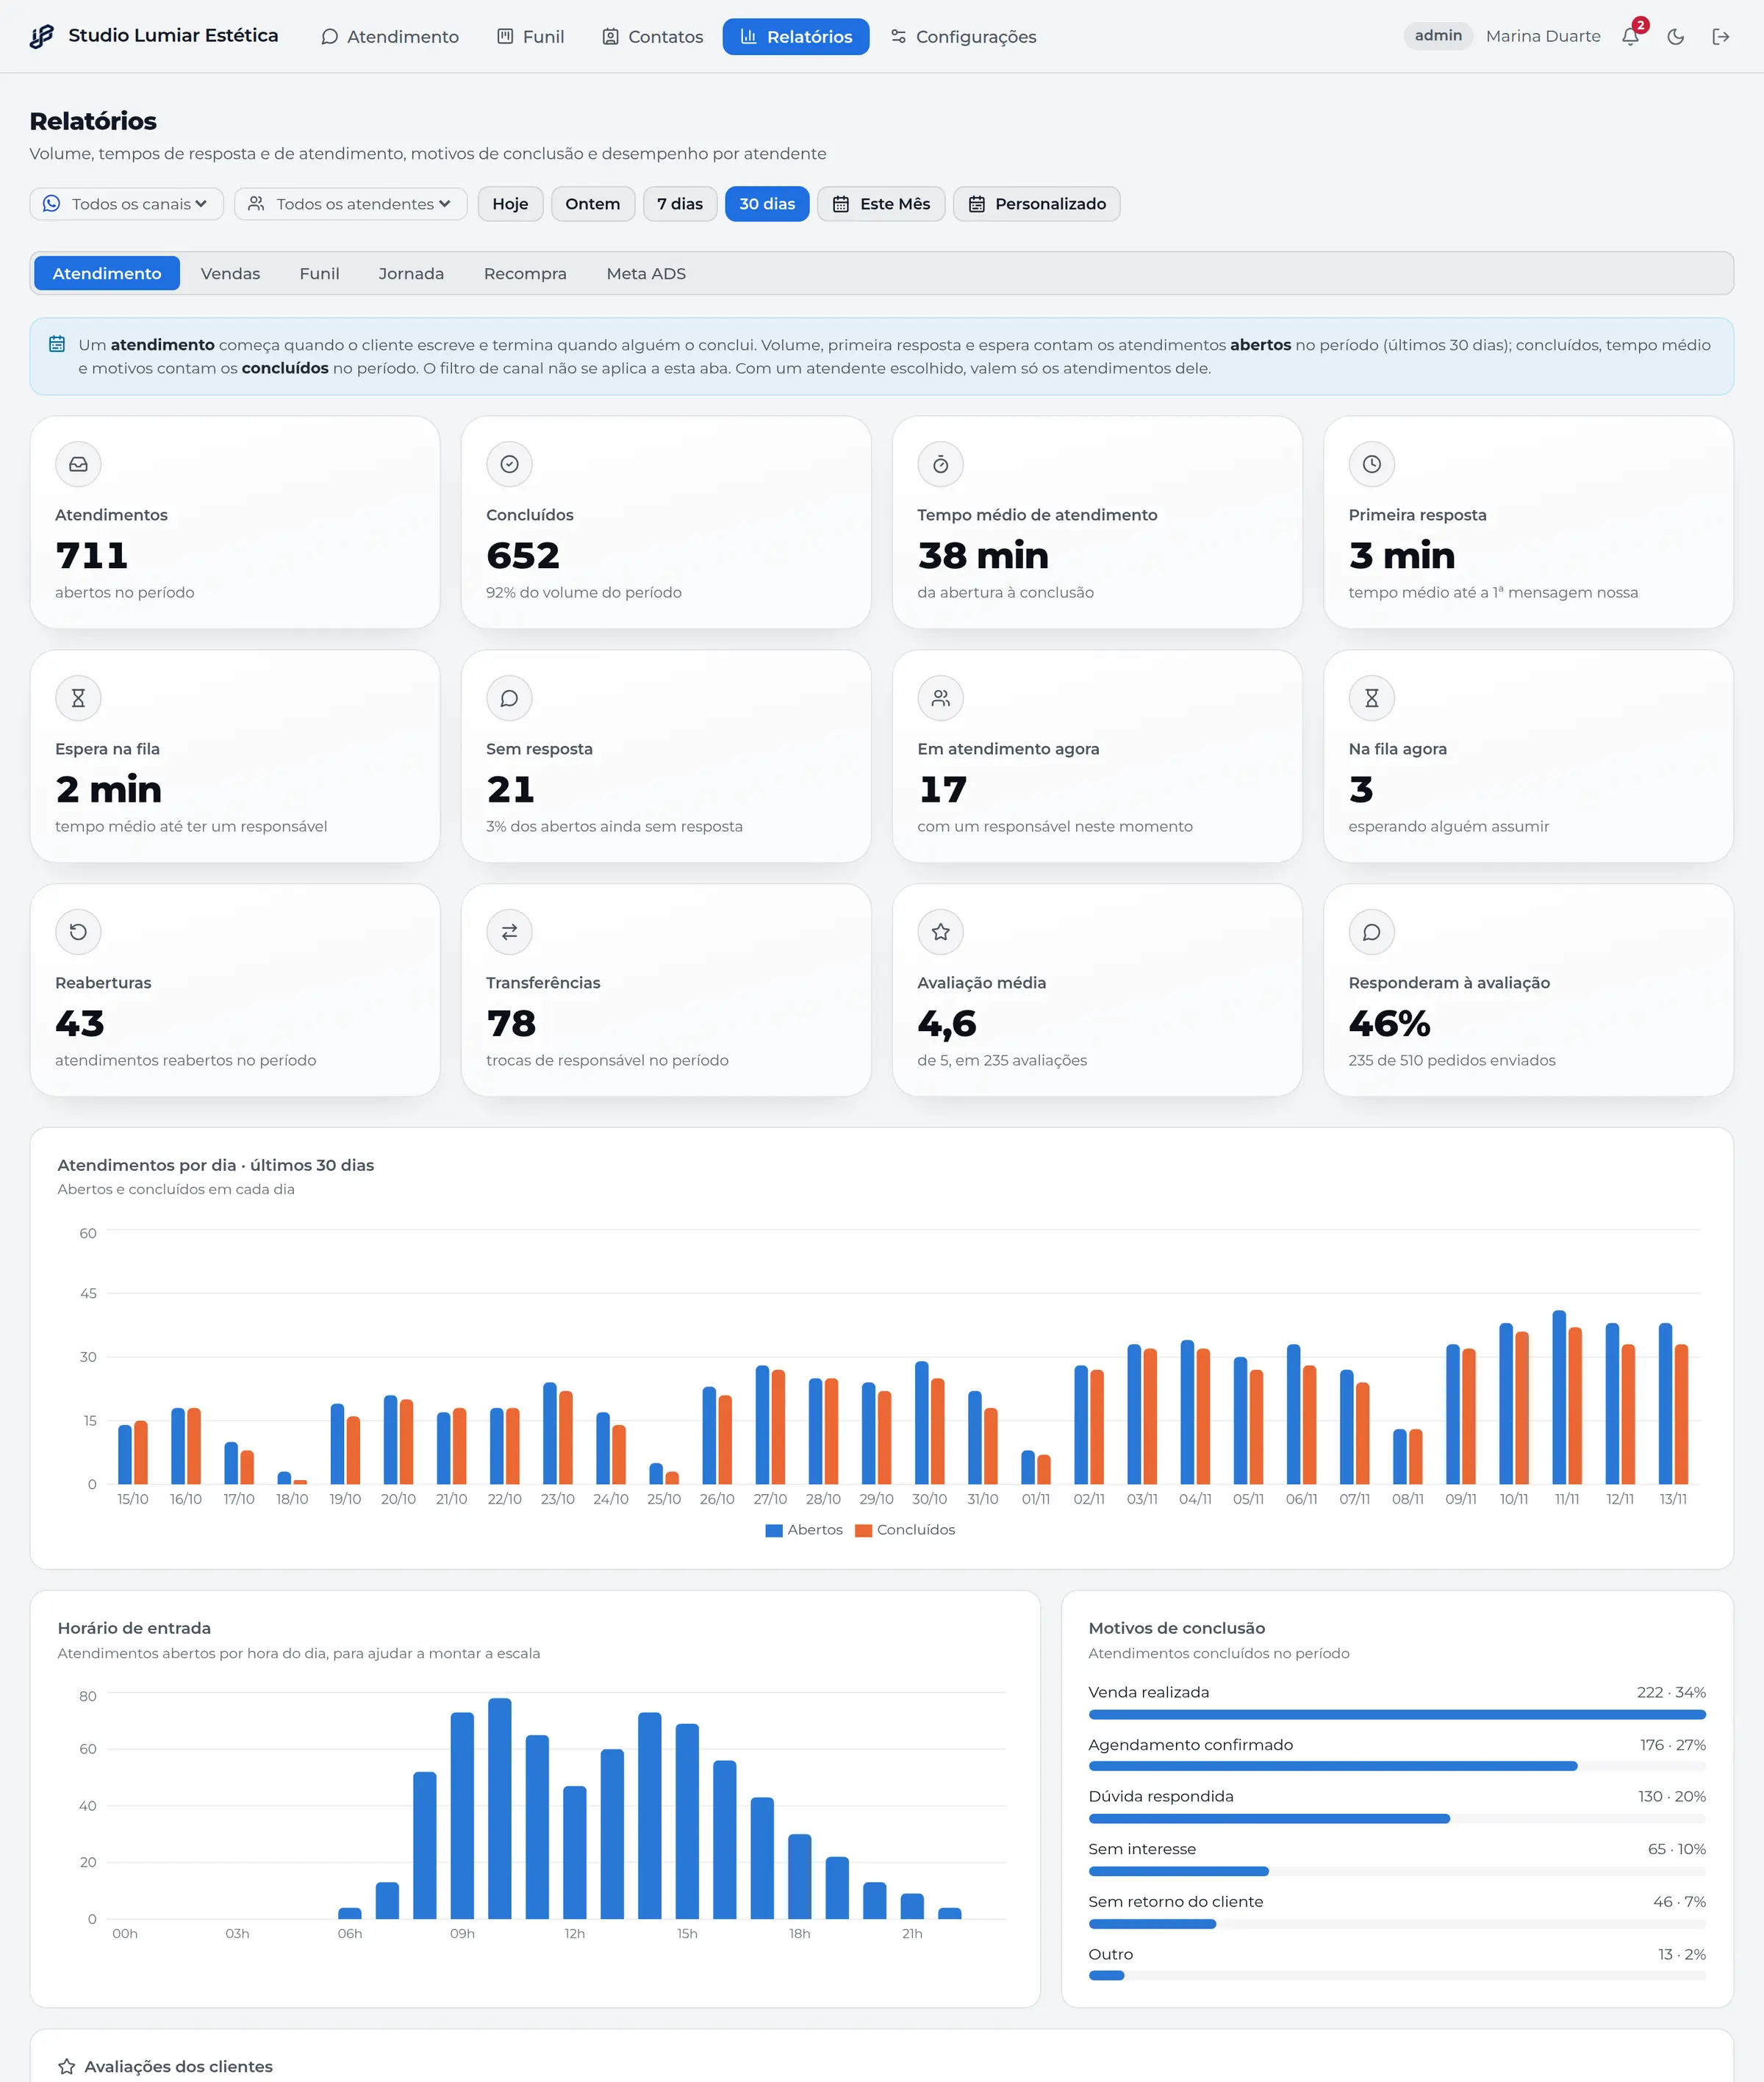 Studio Lumiar Estética
Atendimento
Funil
Contatos
Relatórios
Configurações
admin
Marina Duarte
2
Relatórios
Volume, tempos de resposta e de atendimento, motivos de conclusão e desempenho por atendente
Todos os canais
Todos os atendentes
Hoje
Ontem
7 dias
30 dias
Este Mês
Personalizado
Atendimento
Vendas
Funil
Jornada
Recompra
Meta ADS
Um atendimento começa quando o cliente escreve e termina quando alguém o conclui. Volume, primeira resposta e espera contam os atendimentos abertos no período (últimos 30 dias); concluídos, tempo médio
e motivos contam os concluídos no período. O filtro de canal não se aplica a esta aba. Com um atendente escolhido, valem só os atendimentos dele.
Atendimentos
711
abertos no período
Concluídos
652
92% do volume do período
Tempo médio de atendimento
38 min
da abertura à conclusão
Primeira resposta
3 min
tempo médio até a 1ª mensagem nossa
Espera na fila
2 min
tempo médio até ter um responsável
Sem resposta
21
3% dos abertos ainda sem resposta
Em atendimento agora
17
com um responsável neste momento
Na fila agora
3
esperando alguém assumir
Reaberturas
43
atendimentos reabertos no período
Transferências
78
trocas de responsável no período
Avaliação média
4,6
de 5, em 235 avaliações
Responderam à avaliação
46%
235 de 510 pedidos enviados
Atendimentos por dia · últimos 30 dias
Abertos e concluídos em cada dia
60
45
30
15
0
15/10 16/10 17/10 18/10 19/10 20/10 21/10 22/10 23/10 24/10 25/10 26/10 27/10 28/10 29/10 30/10 31/10 01/11 02/11 03/11 04/11 05/11 06/11 07/11 08/11 09/11 10/11 11/11 12/11 13/11
Abertos Concluídos
Horário de entrada
Atendimentos abertos por hora do dia, para ajudar a montar a escala
80
60
40
20
0
00h 03h 06h 09h 12h 15h 18h 21h
Motivos de conclusão
Atendimentos concluídos no período
Venda realizada 222 · 34%
Agendamento confirmado 176 · 27%
Dúvida respondida 130 · 20%
Sem interesse 65 · 10%
Sem retorno do cliente 46 · 7%
Outro 13 · 2%
Avaliações dos clientes